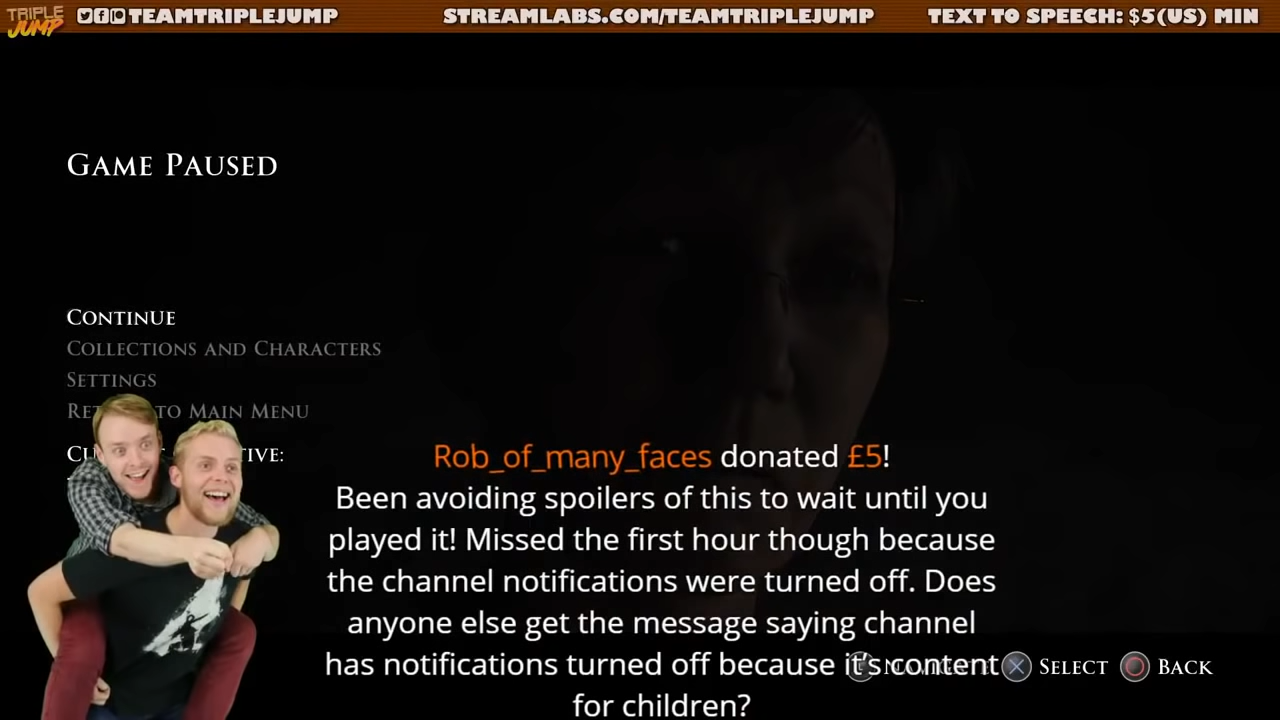 TRIPLE JUMP
@TEAMTRIPLEJUMP
STREAMLABS.COM/TEAMTRIPLEJUMP
TEXT TO SPEECH: $5(US) MIN
GAME PAUSED
CONTINUE
COLLECTIONS AND CHARACTERS
SETTINGS
TO MAIN MENU
Rob_of_many_faces donated £5!
Been avoiding spoilers of this to wait until you
played it! Missed the first hour though because
the channel notifications were turned off. Does
anyone else get the message saying channel
has notifications turned off because it's content
for children?
SELECT
BACK